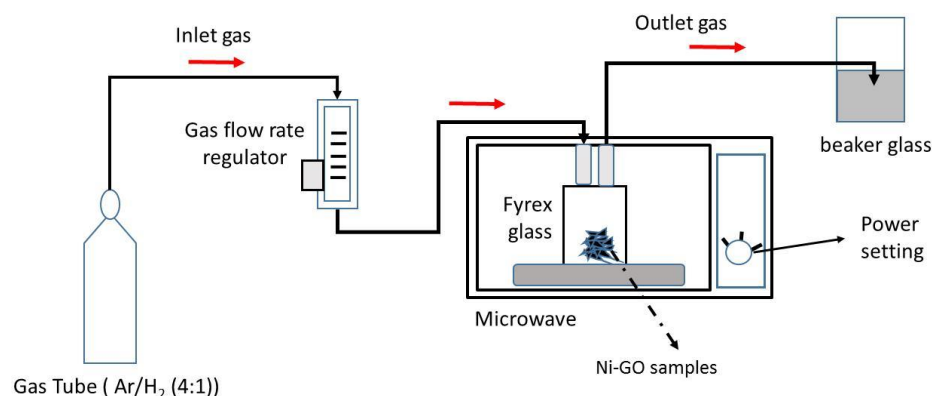 Inlet gas
Outlet gas
Gas flow rate
regulator
beaker glass
Fyrex
glass
Power
setting
Microwave
Ni-GO samples
Gas Tube ( Ar/H₂ (4:1))